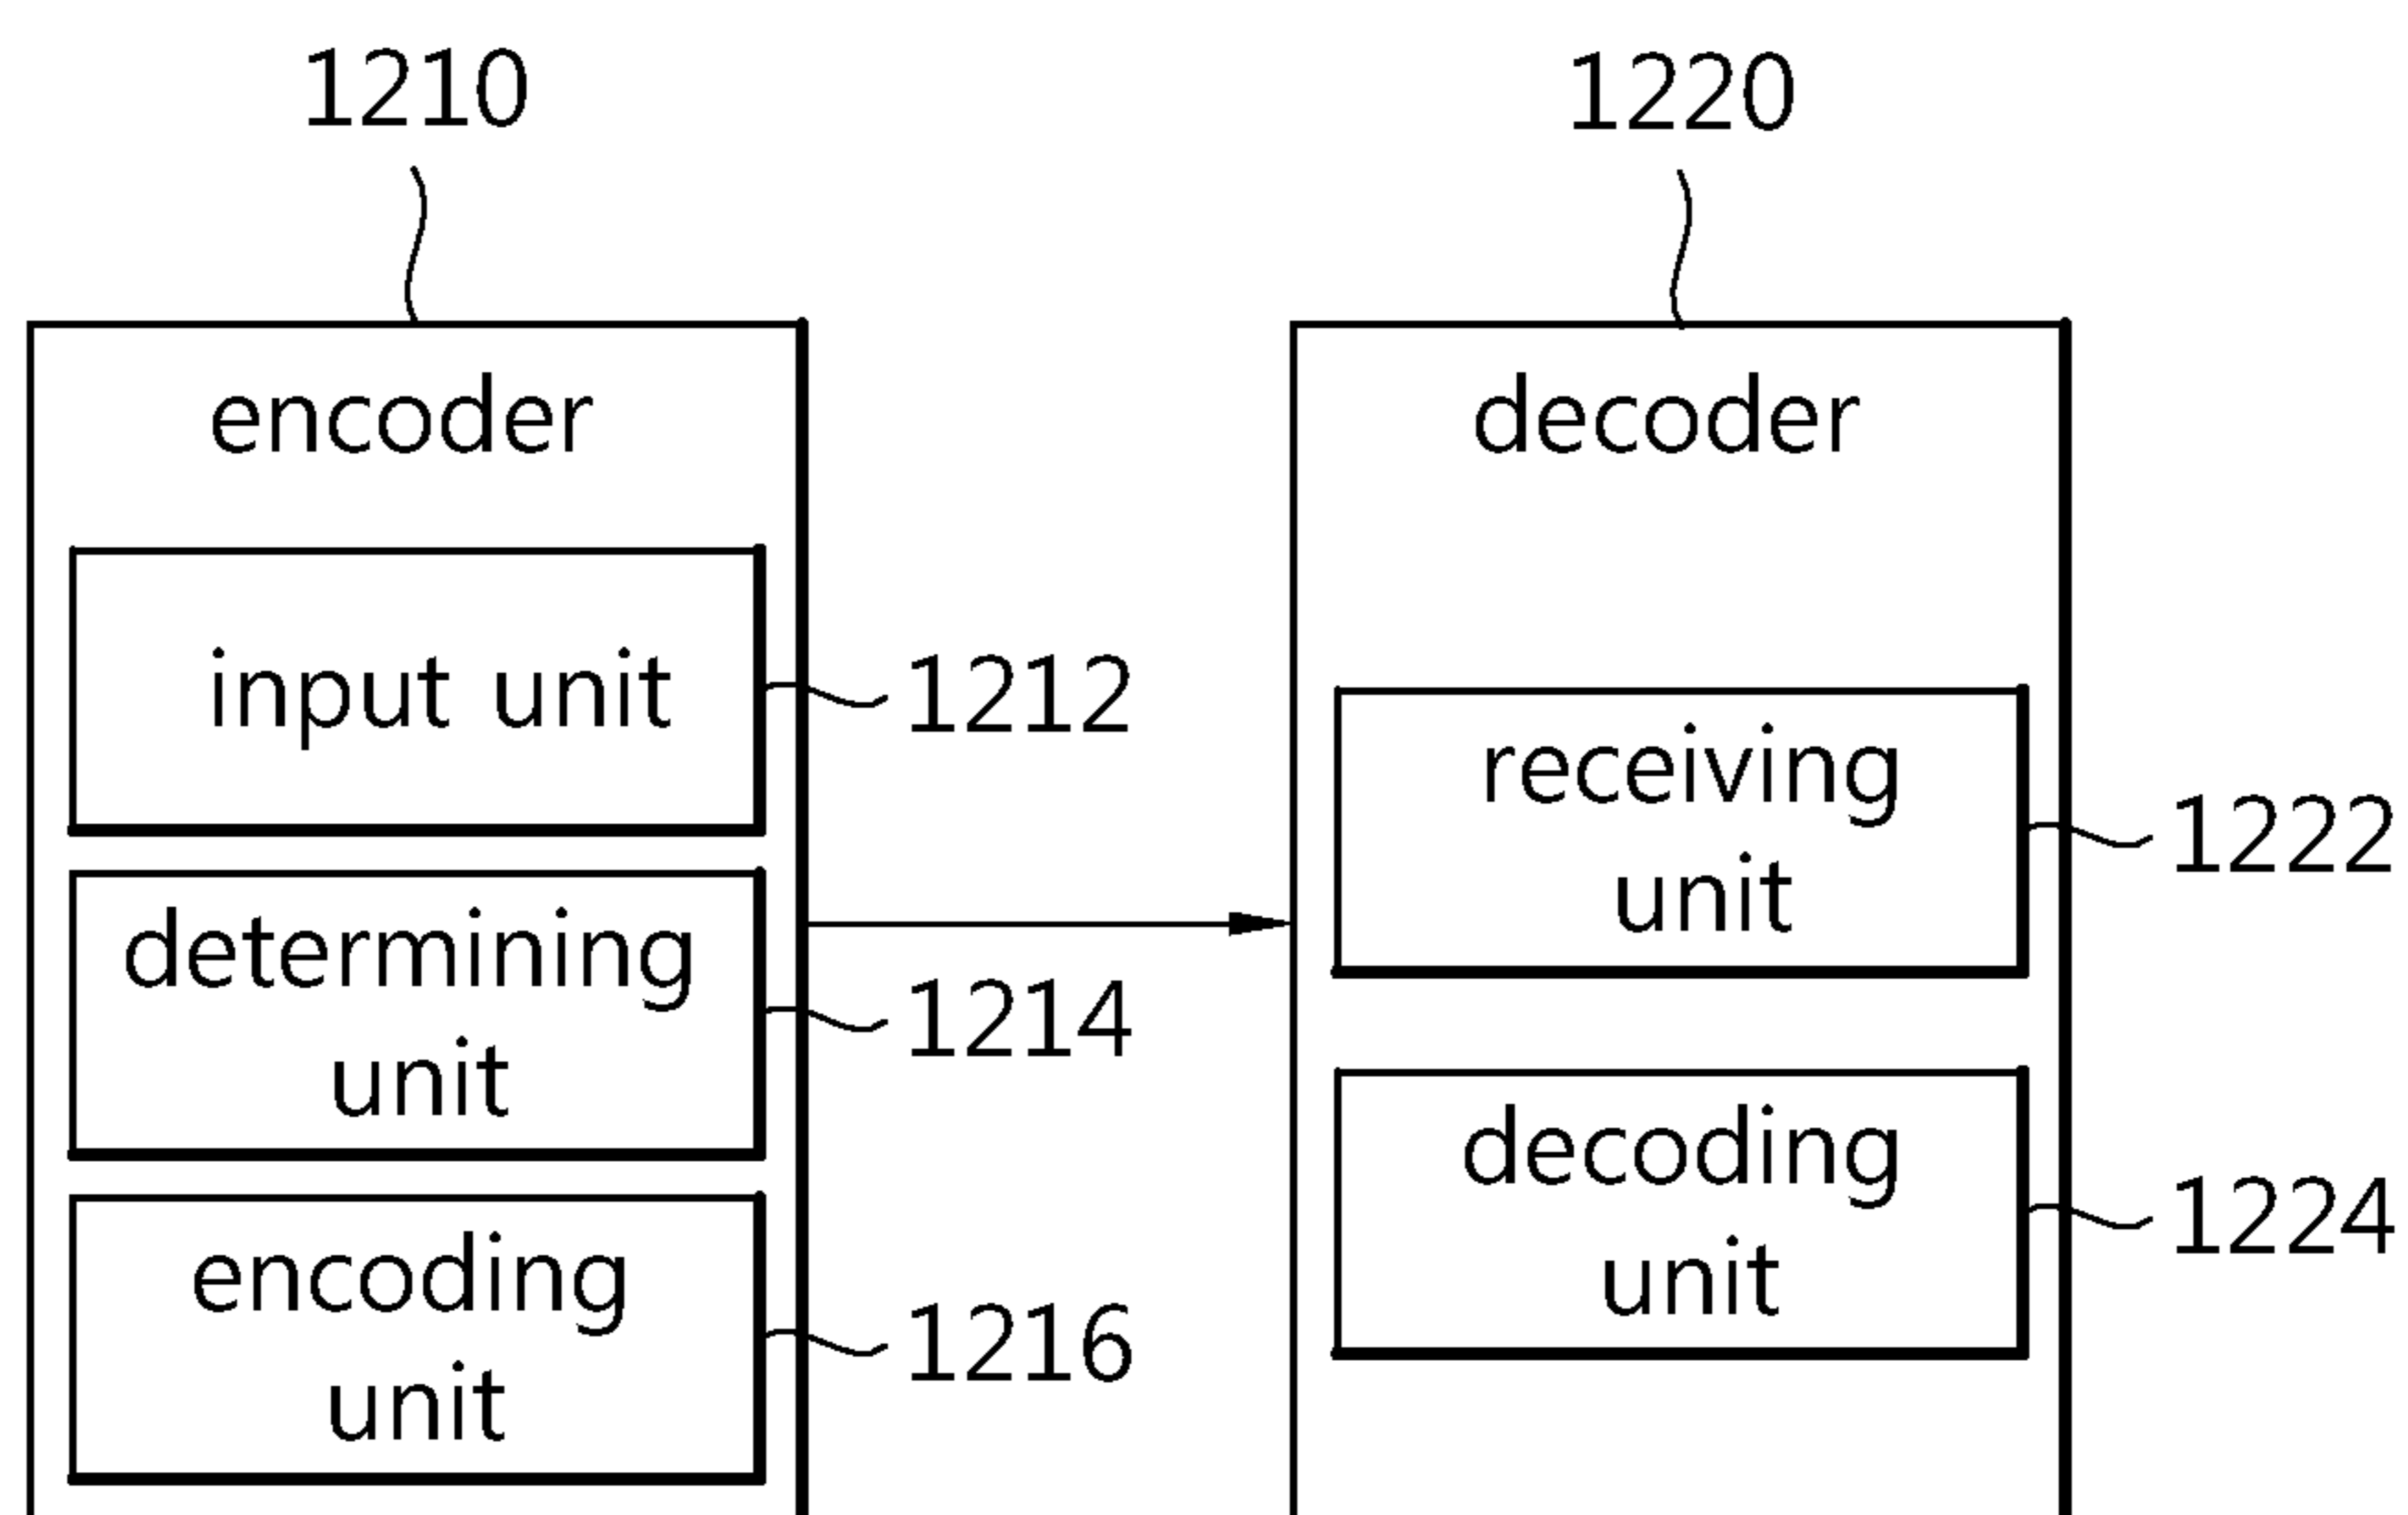 1210
1220
encoder
decoder
input unit
1212
receiving
unit
1222
determining
unit
1214
decoding
unit
1224
encoding
unit
1216